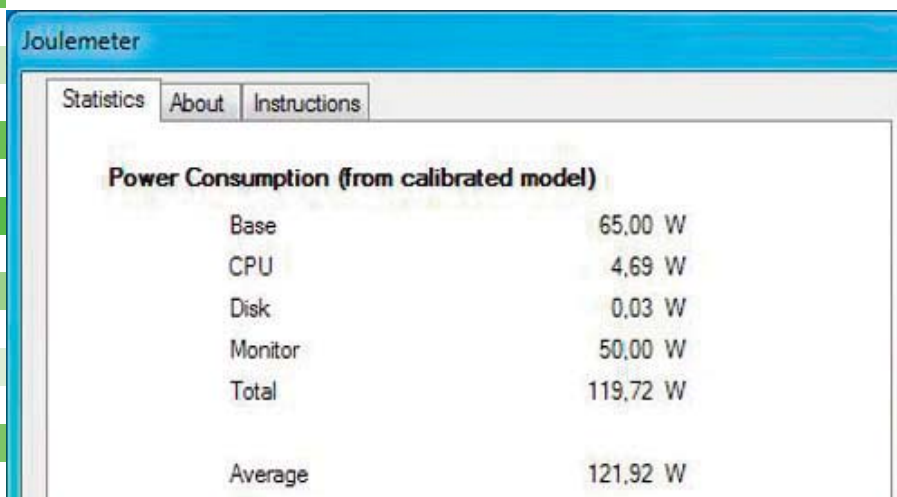 Joulemeter
Statistics About Instructions
Power Consumption (from calibrated model)
Base 65,00 W
CPU 4,69 W
Disk 0,03 W
Monitor 50,00 W
Total 119,72 W
Average 121,92 W